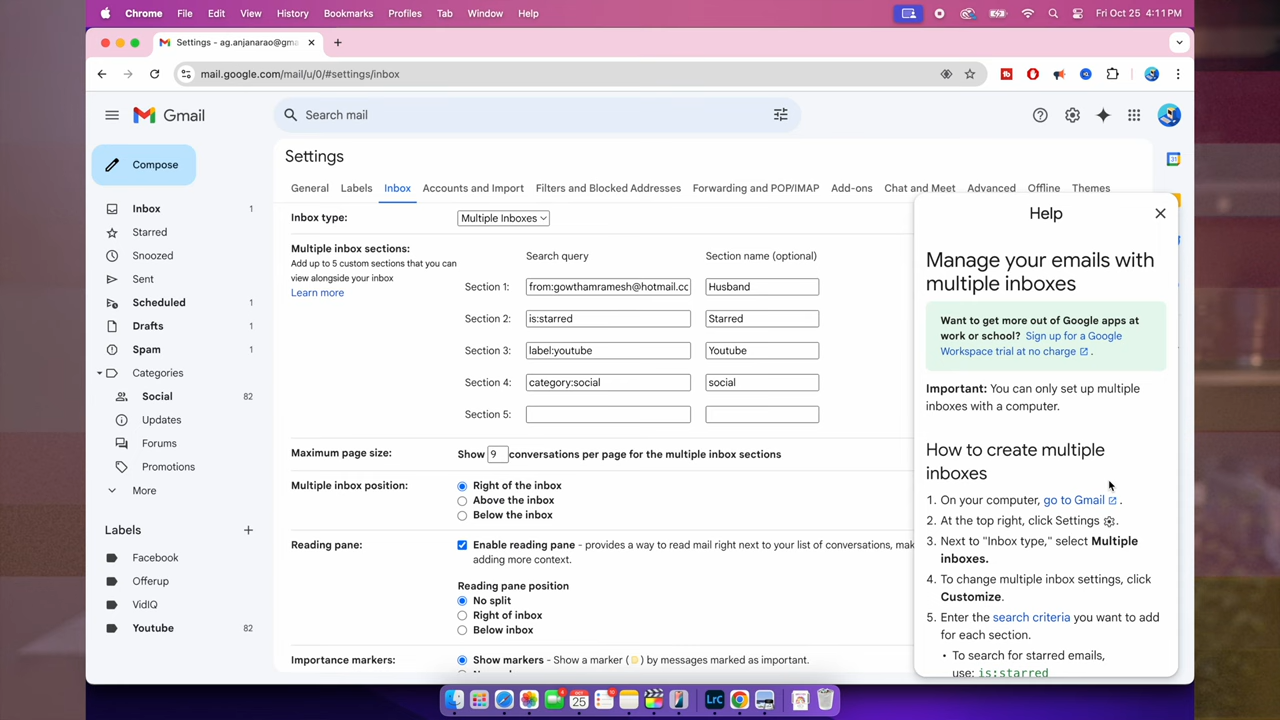 Chrome File Edit View History Bookmarks Profiles Tab Window Help Fri Oct 25 4:11 PM
Settings - ag.anjanarao@gma
mail.google.com/mail/u/0/#settings/inbox
Gmail
Search mail
Compose
Inbox 1
Starred
Snoozed
Sent
Scheduled 1
Drafts 1
Spam 1
Categories
Social 82
Updates
Forums
Promotions
More
Labels
Facebook
Offerup
VidIQ
Youtube 82
Settings
General Labels Inbox Accounts and Import Filters and Blocked Addresses Forwarding and POP/IMAP Add-ons Chat and Meet Advanced Offline Themes
Inbox type: Multiple Inboxes
Multiple inbox sections:
Add up to 5 custom sections that you can
view alongside your inbox
Learn more
Search query Section name (optional)
Section 1: from:gowthamramesh@hotmail.cc Husband
Section 2: is:starred Starred
Section 3: label:youtube Youtube
Section 4: category:social social
Section 5:
Maximum page size: Show 9 conversations per page for the multiple inbox sections
Multiple inbox position: Right of the inbox
Above the inbox
Below the inbox
Reading pane: Enable reading pane - provides a way to read mail right next to your list of conversations, mak
adding more context.
Reading pane position
No split
Right of inbox
Below inbox
Importance markers: Show markers - Show a marker ( ) by messages marked as important.
Help
Manage your emails with
multiple inboxes
Want to get more out of Google apps at
work or school? Sign up for a Google
Workspace trial at no charge .
Important: You can only set up multiple
inboxes with a computer.
How to create multiple
inboxes
1. On your computer, go to Gmail .
2. At the top right, click Settings .
3. Next to "Inbox type," select Multiple
inboxes.
4. To change multiple inbox settings, click
Customize.
5. Enter the search criteria you want to add
for each section.
• To search for starred emails,
use: is:starred
31
OCT
25
LrC